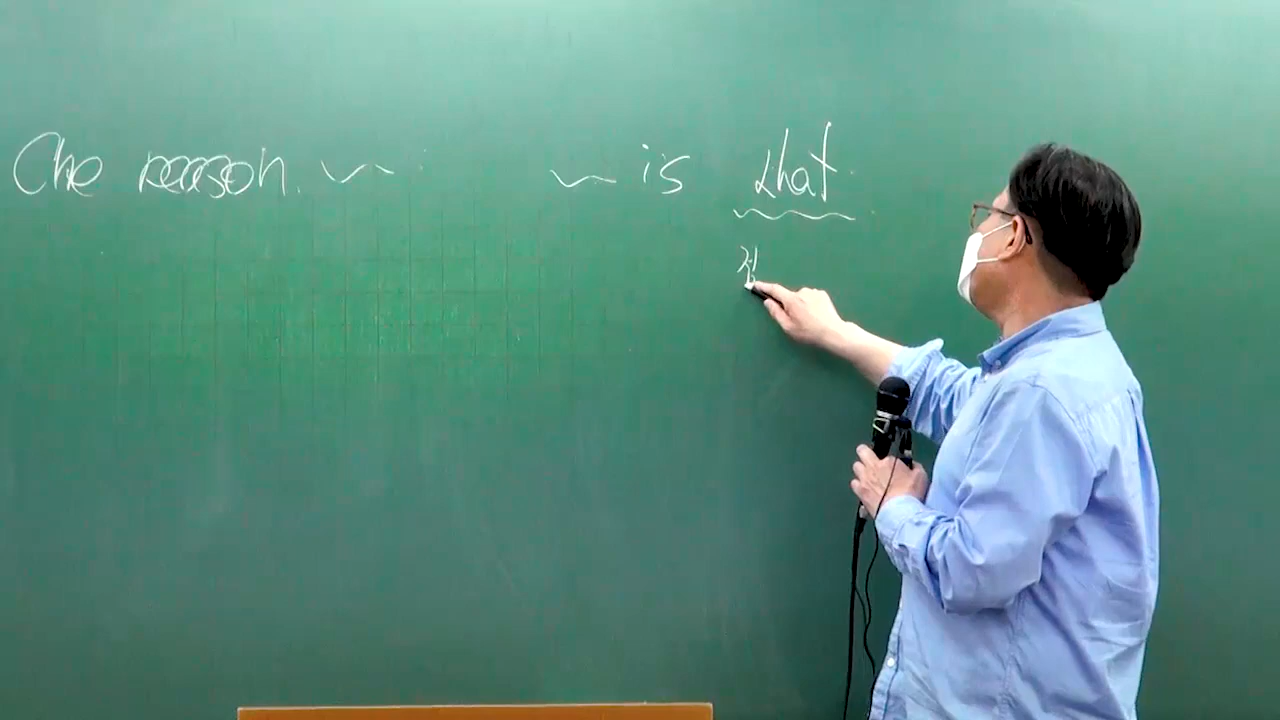 The reason ~ ~ is that
접